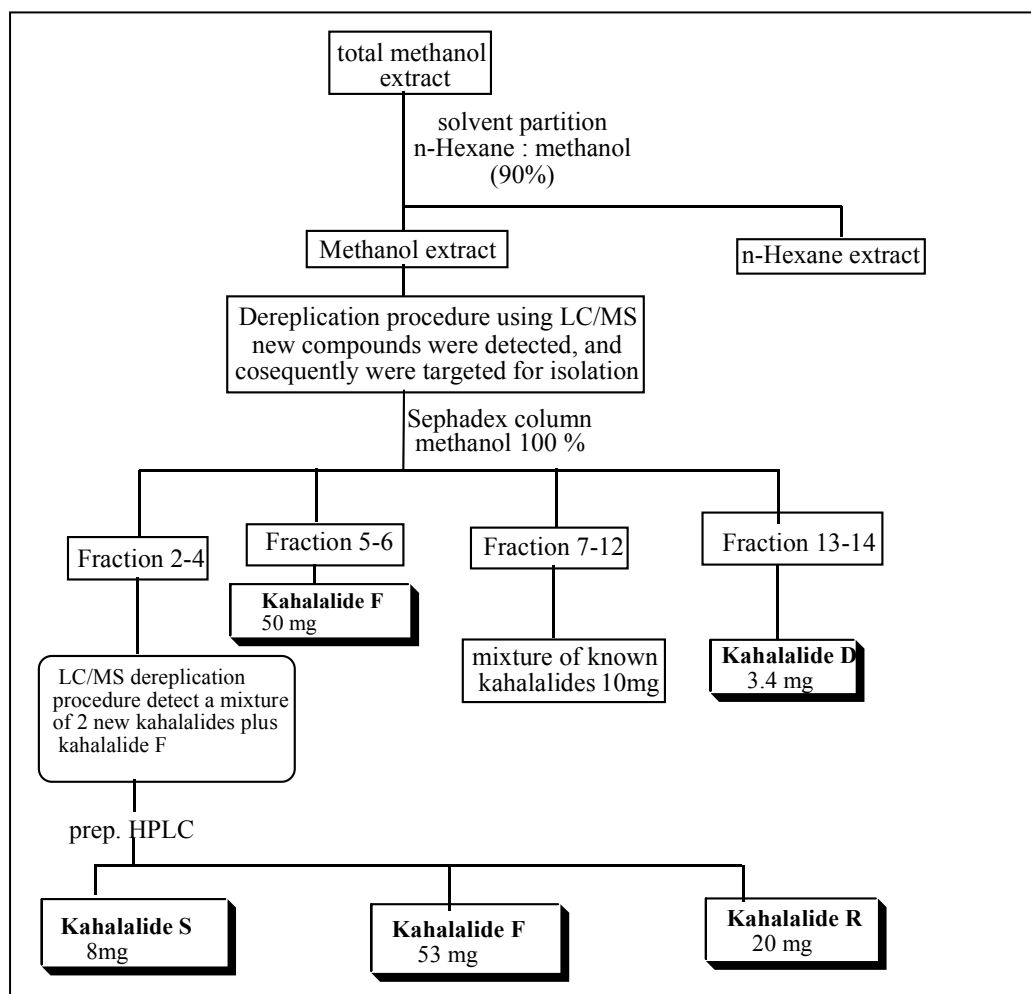 total methanol
extract
solvent partition
n-Hexane : methanol
(90%)
Methanol extract
n-Hexane extract
Dereplication procedure using LC/MS
new compounds were detected, and
cosequently were targeted for isolation
Sephadex column
methanol 100 %
Fraction 2-4
Fraction 5-6
Fraction 7-12
Fraction 13-14
Kahalalide F
50 mg
mixture of known
kahalalides 10mg
Kahalalide D
3.4 mg
LC/MS dereplication
procedure detect a mixture
of 2 new kahalalides plus
kahalalide F
prep. HPLC
Kahalalide S
8mg
Kahalalide F
53 mg
Kahalalide R
20 mg